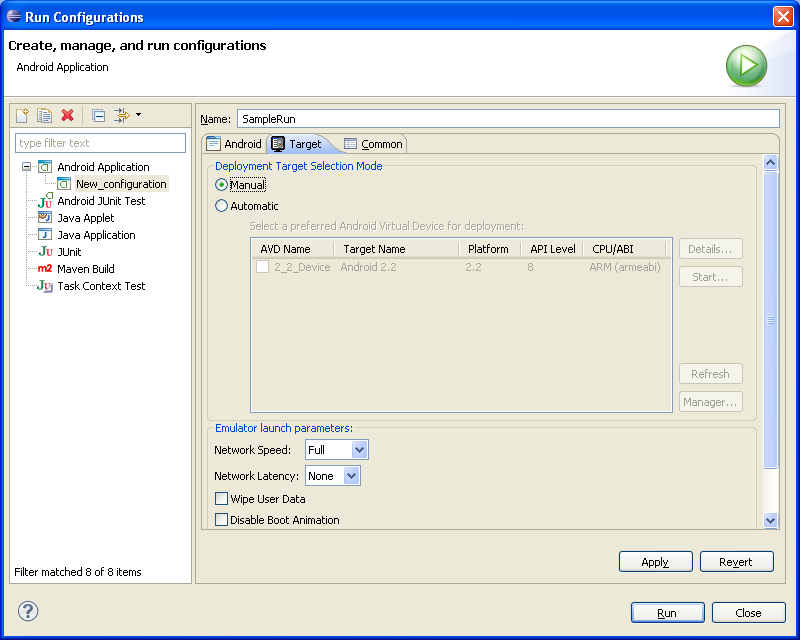 Run Configurations
Create, manage, and run configurations
Android Application
type filter text
Android Application
New_configuration
Android JUnit Test
Java Applet
Java Application
JUnit
Maven Build
Task Context Test
Filter matched 8 of 8 items
Name: SampleRun
Android Target Common
Deployment Target Selection Mode
Manual
Automatic
Select a preferred Android Virtual Device for deployment:
AVD Name Target Name Platform API Level CPU/ABI
2_2_Device Android 2.2 2.2 8 ARM (armeabi)
Details...
Start...
Refresh
Manager...
Emulator launch parameters:
Network Speed: Full
Network Latency: None
Wipe User Data
Disable Boot Animation
Apply Revert
Run Close